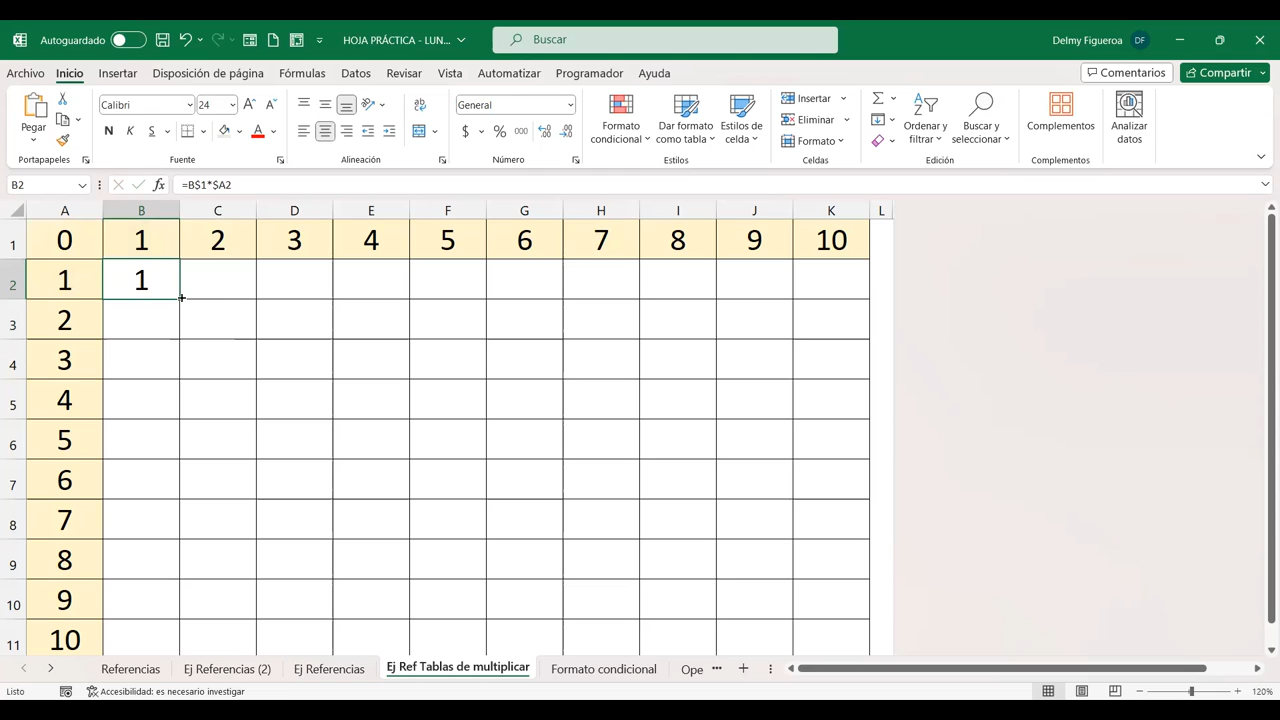 Autoguardado HOJA PRÁCTICA - LUN... Buscar Delmy Figueroa DF
Archivo Inicio Insertar Disposición de página Fórmulas Datos Revisar Vista Automatizar Programador Ayuda Comentarios Compartir
Pegar
Portapapeles
Calibri 24
N K S
Fuente
ab
Alineación
General
$ % 000
Número
Formato condicional
Dar formato como tabla
Estilos de celda
Estilos
Insertar
Eliminar
Formato
Celdas
Ordenar y filtrar
Buscar y seleccionar
Edición
Complementos
Complementos
Analizar datos
B2 fx =B$1*$A2
A B C D E F G H I J K L
1 0 1 2 3 4 5 6 7 8 9 10
2 1 1
3 2
4 3
5 4
6 5
7 6
8 7
9 8
10 9
11 10
Referencias Ej Referencias (2) Ej Referencias Ej Ref Tablas de multiplicar Formato condicional Ope ...
Listo Accesibilidad: es necesario investigar 120%